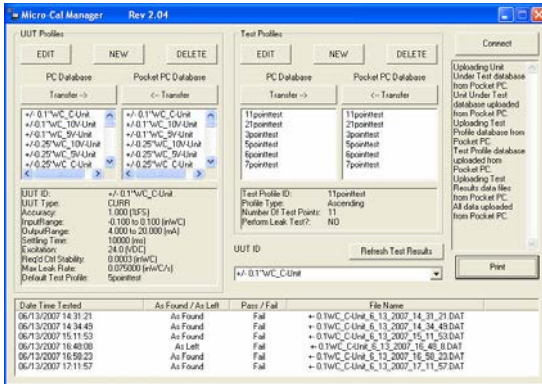 Micro Cal Manager Rev 2.04
UUT Profiles
EDIT NEW DELETE
PC Database Pocket PC Database
Transfer --> <-- Transfer
+/- 0.1"WC_C-Unit
+/-0.1"WC_10V-Unit
+/-0.1"WC_5V-Unit
+/-0.25"WC_10V-Unit
+/-0.25"WC_5V-Unit
+/-0.25"WC C-Unit
+/- 0.1"WC_C-Unit
+/-0.1"WC_10V-Unit
+/-0.1"WC_5V-Unit
+/-0.25"WC_10V-Unit
+/-0.25"WC_5V-Unit
+/-0.25"WC C-Unit
UUT ID: +/- 0.1"WC_C-Unit
UUT Type: CURR
Accuracy: 1.000 (%FS)
InputRange: -0.100 to 0.100 (inWC)
OutputRange: 4.000 to 20.000 (mA)
Settling Time: 10000 (ms)
Excitation: 24.0 (VDC)
Req'd Ctrl Stability: 0.0003 (inWC)
Max Leak Rate: 0.075000 (inWC/s)
Default Test Profile: 5pointtest
Test Profiles
EDIT NEW DELETE
PC Database Pocket PC Database
Transfer --> <-- Transfer
11pointtest
21pointtest
3pointtest
5pointtest
6pointtest
7pointtest
11pointtest
21pointtest
3pointtest
5pointtest
6pointtest
7pointtest
Test Profile ID: 11pointtest
Profile Type: Ascending
Number Of Test Points: 11
Perform Leak Test?: NO
UUT ID Refresh Test Results
+/- 0.1"WC_C-Unit
Connect
Uploading Unit
Under Test database
from Pocket PC.
Unit Under Test
database uploaded
from Pocket PC.
Uploading Test
Profile database from
Pocket PC.
Test Profile database
uploaded from
Pocket PC.
Uploading Test
Results data files
from Pocket PC.
All data uploaded
from Pocket PC.
Print
Date Time Tested As Found / As Left Pass / Fail File Name
06/13/2007 14:31:21 As Found Fail +- 0.1WC_C-Unit_6_13_2007_14_31_21.DAT
06/13/2007 14:34:49 As Found Fail +- 0.1WC_C-Unit_6_13_2007_14_34_49.DAT
06/13/2007 15:11:53 As Found Fail +- 0.1WC_C-Unit_6_13_2007_15_11_53.DAT
06/13/2007 16:48:08 As Left Fail +- 0.1WC_C-Unit_6_13_2007_16_48_8.DAT
06/13/2007 16:58:23 As Found Fail +- 0.1WC_C-Unit_6_13_2007_16_58_23.DAT
06/13/2007 17:11:57 As Found Fail +- 0.1WC_C-Unit_6_13_2007_17_11_57.DAT